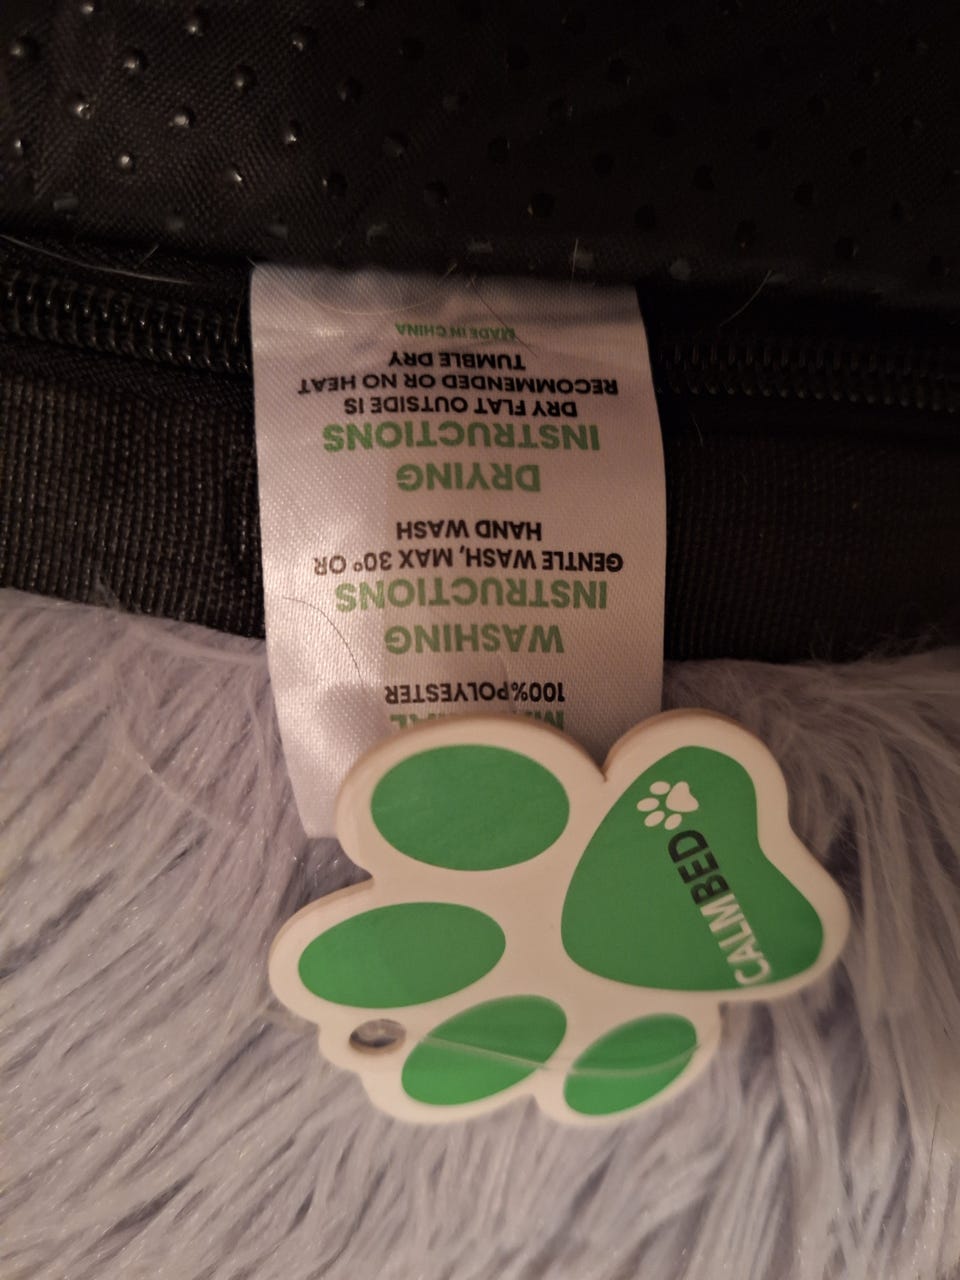 100%POLYESTER
WASHING
INSTRUCTIONS
GENTLE WASH, MAX 30º OR
HAND WASH
DRYING
INSTRUCTIONS
DRY FLAT OUTSIDE IS
RECOMMENDED OR NO HEAT
TUMBLE DRY
MADE IN CHINA
CALMBED